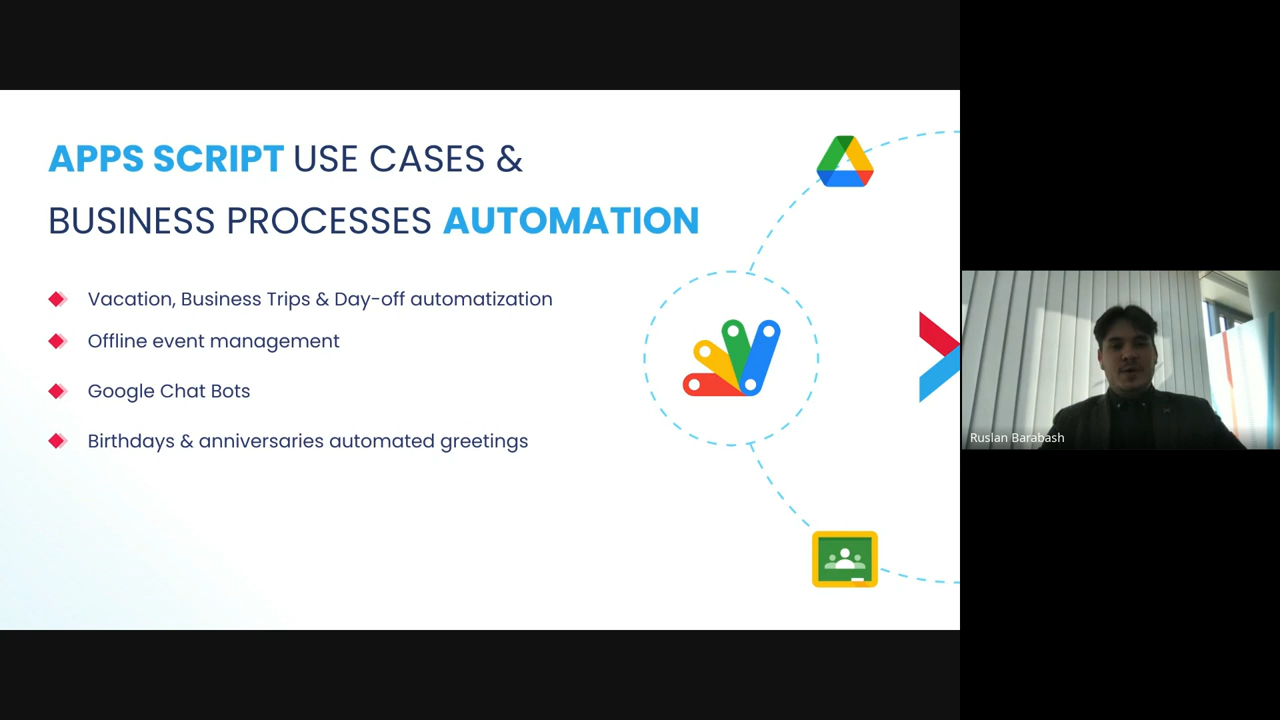 APPS SCRIPT USE CASES &
BUSINESS PROCESSES AUTOMATION
Vacation, Business Trips & Day-off automatization
Offline event management
Google Chat Bots
Birthdays & anniversaries automated greetings
Ruslan Barabash